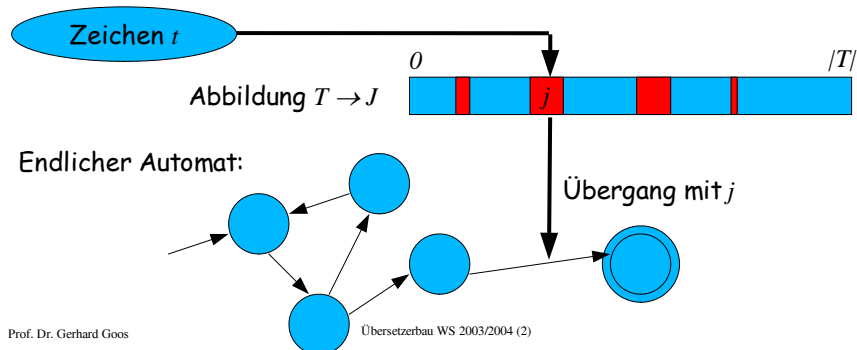 Zeichen t
0 |T|
Abbildung T → J
j
Endlicher Automat:
Übergang mit j
Prof. Dr. Gerhard Goos
Übersetzerbau WS 2003/2004 (2)